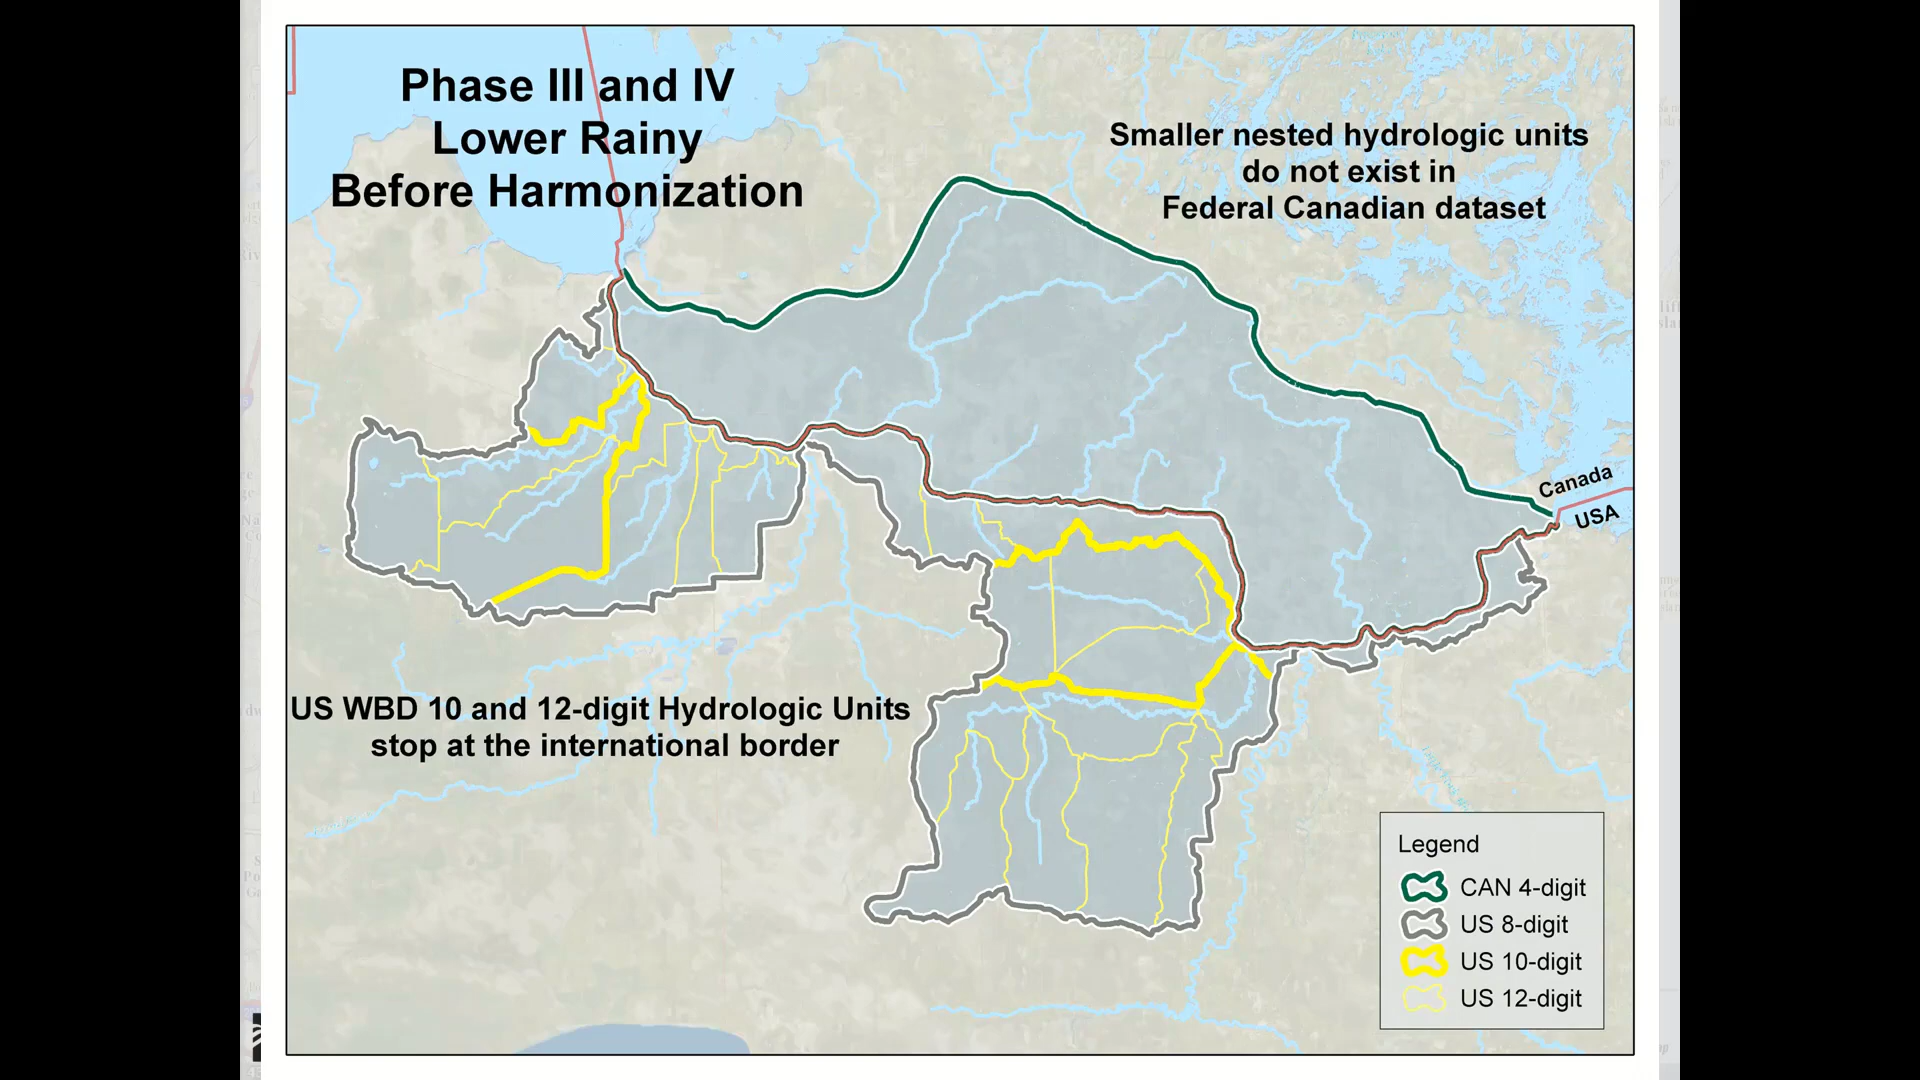 Phase III and IV
Lower Rainy
Before Harmonization
Smaller nested hydrologic units
do not exist in
Federal Canadian dataset
Canada
USA
US WBD 10 and 12-digit Hydrologic Units
stop at the international border
Legend
CAN 4-digit
US 8-digit
US 10-digit
US 12-digit